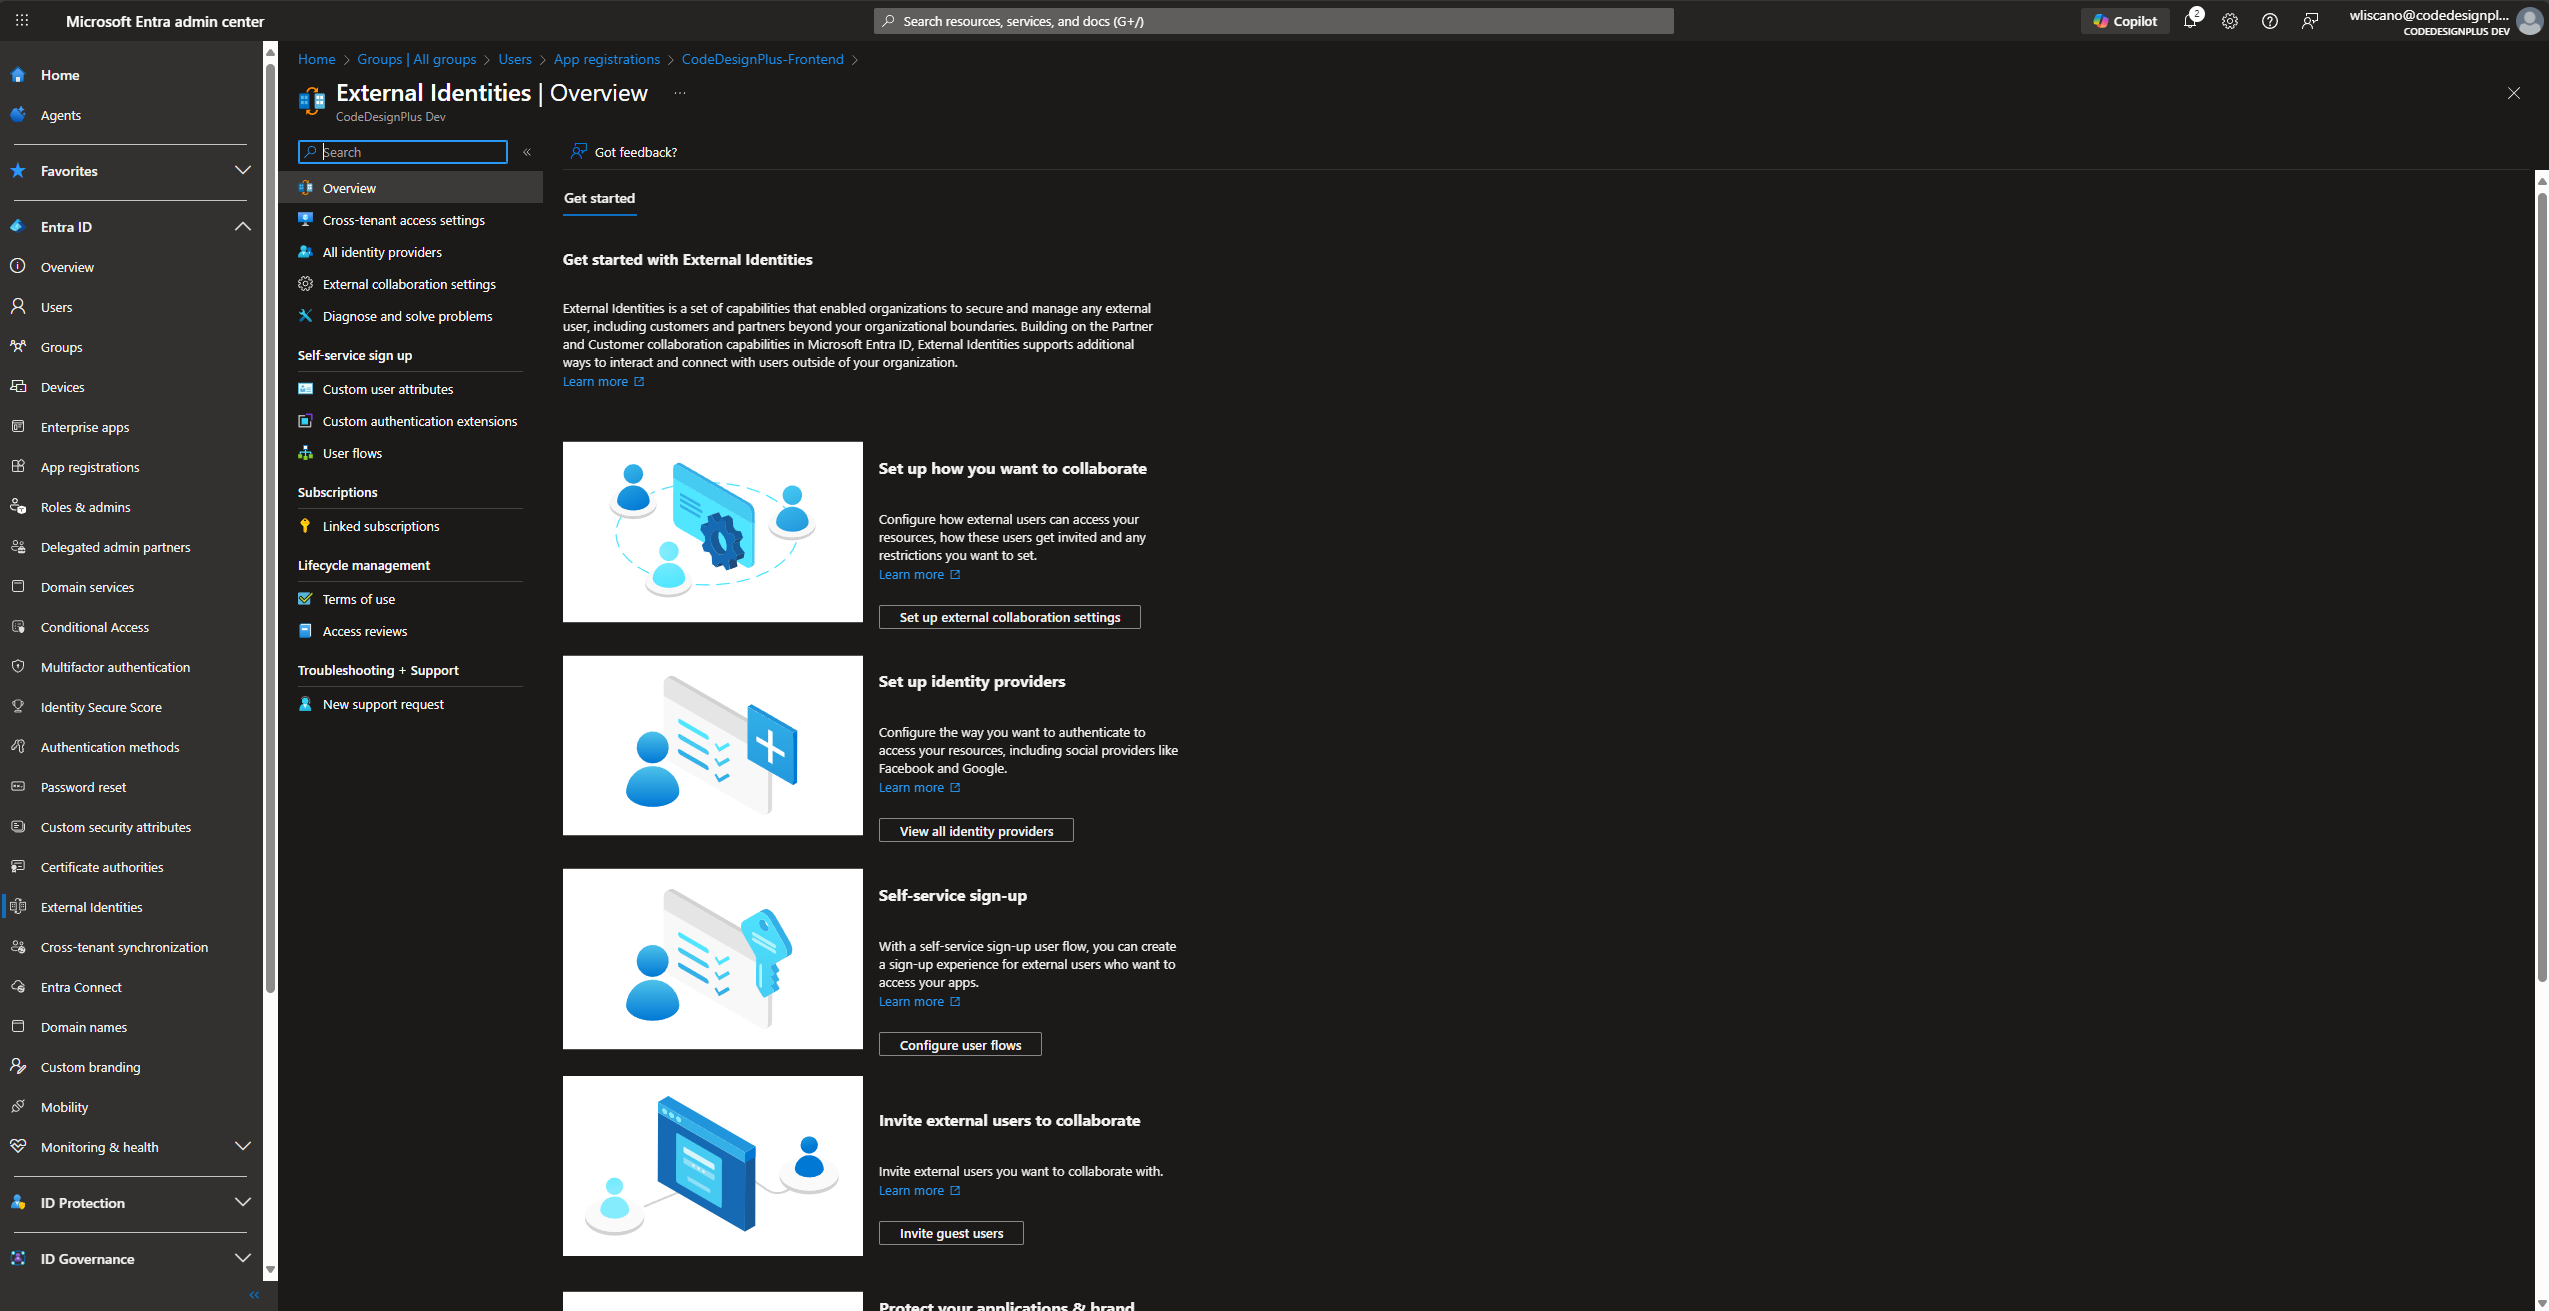 Microsoft Entra admin center
Search resources, services, and docs (G+/)
Copilot
2
wliscano@codedesignpl...
CODEDESIGNPLUS DEV
Home
Agents
Favorites
Entra ID
Overview
Users
Groups
Devices
Enterprise apps
App registrations
Roles & admins
Delegated admin partners
Domain services
Conditional Access
Multifactor authentication
Identity Secure Score
Authentication methods
Password reset
Custom security attributes
Certificate authorities
External Identities
Cross-tenant synchronization
Entra Connect
Domain names
Custom branding
Mobility
Monitoring & health
ID Protection
ID Governance
Home > Groups | All groups > Users > App registrations > CodeDesignPlus-Frontend >
External Identities | Overview ...
CodeDesignPlus Dev
Search
Overview
Cross-tenant access settings
All identity providers
External collaboration settings
Diagnose and solve problems
Self-service sign up
Custom user attributes
Custom authentication extensions
User flows
Subscriptions
Linked subscriptions
Lifecycle management
Terms of use
Access reviews
Troubleshooting + Support
New support request
Got feedback?
Get started
Get started with External Identities
External Identities is a set of capabilities that enabled organizations to secure and manage any external
user, including customers and partners beyond your organizational boundaries. Building on the Partner
and Customer collaboration capabilities in Microsoft Entra ID, External Identities supports additional
ways to interact and connect with users outside of your organization.
Learn more
Set up how you want to collaborate
Configure how external users can access your
resources, how these users get invited and any
restrictions you want to set.
Learn more
Set up external collaboration settings
Set up identity providers
Configure the way you want to authenticate to
access your resources, including social providers like
Facebook and Google.
Learn more
View all identity providers
Self-service sign-up
With a self-service sign-up user flow, you can create
a sign-up experience for external users who want to
access your apps.
Learn more
Configure user flows
Invite external users to collaborate
Invite external users you want to collaborate with.
Learn more
Invite guest users
Protect your applications & brand